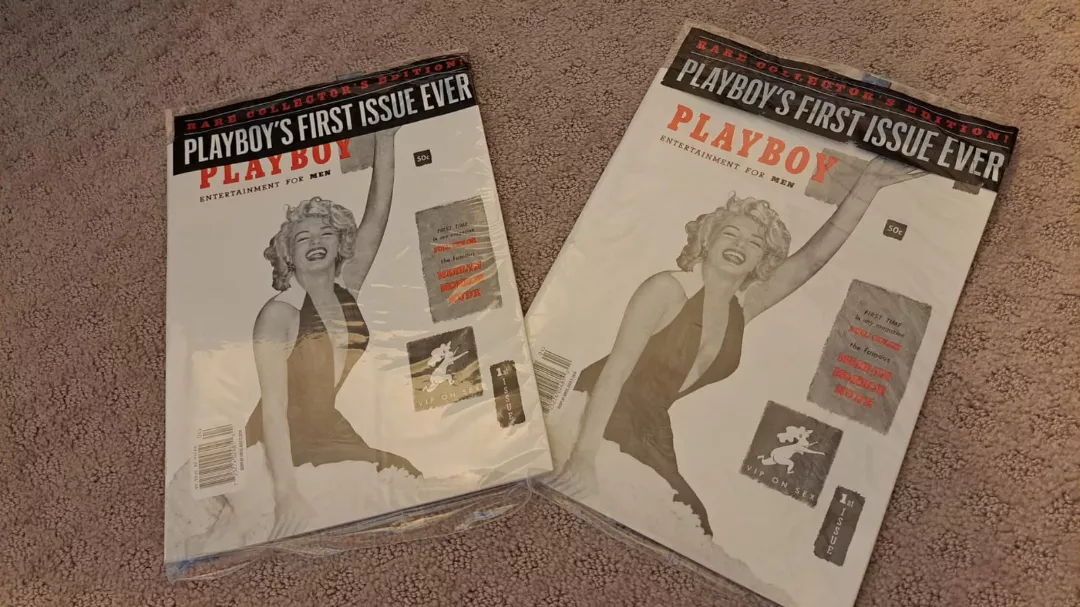 RARE COLLECTOR'S EDITION!
PLAYBOY'S FIRST ISSUE EVER
PLAYBOY
ENTERTAINMENT FOR MEN
50c
FIRST TIME
in any magazine
FULL COLOR
the famous
MARILYN
MONROE
NUDE
VIP ON SEX
1st
ISSUE
RARE COLLECTOR'S EDITION!
PLAYBOY'S FIRST ISSUE EVER
PLAYBOY
ENTERTAINMENT FOR MEN
50c
FIRST TIME
in any magazine
FULL COLOR
the famous
MARILYN
MONROE
NUDE
VIP ON SEX
1st
ISSUE